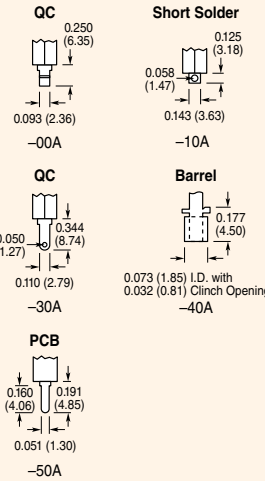 QC
0.250
(6.35)
0.093 (2.36)
–00A
Short Solder
0.125
(3.18)
0.058
(1.47)
0.143 (3.63)
–10A
QC
0.344
(8.74)
0.050
1.27)
0.110 (2.79)
–30A
Barrel
0.177
(4.50)
0.073 (1.85) I.D. with
0.032 (0.81) Clinch Opening
–40A
PCB
0.160
(4.06)
0.191
(4.85)
0.051 (1.30)
–50A